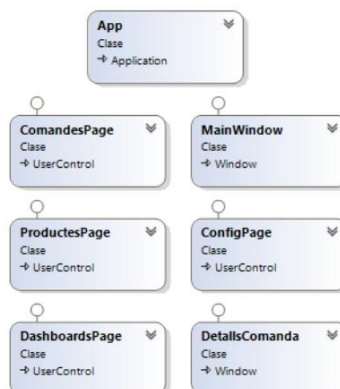 App
Clase
Application
ComandesPage
Clase
UserControl
MainWindow
Clase
Window
ProductesPage
Clase
UserControl
ConfigPage
Clase
UserControl
DashboardsPage
Clase
UserControl
DetallsComanda
Clase
Window